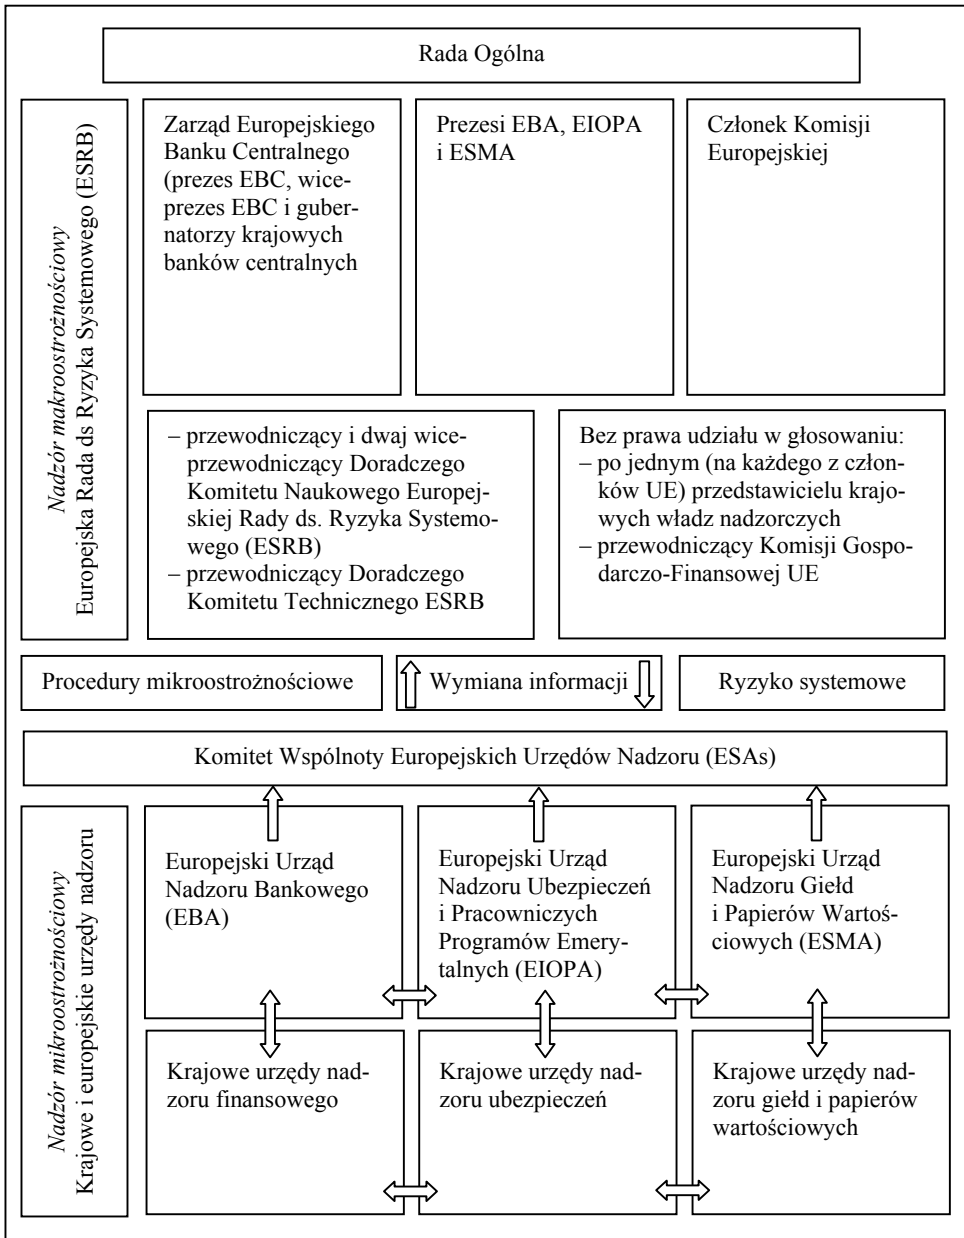 Rada Ogólna
Nadzór makroostrożnościowy
Europejska Rada ds Ryzyka Systemowego (ESRB)
Zarząd Europejskiego
Banku Centralnego
(prezes EBC, wice-
prezes EBC i guber-
natorzy krajowych
banków centralnych
Prezesi EBA, EIOPA
i ESMA
Członek Komisji
Europejskiej
– przewodniczący i dwaj wice-
przewodniczący Doradczego
Komitetu Naukowego Europej-
skiej Rady ds. Ryzyka Systemo-
wego (ESRB)
– przewodniczący Doradczego
Komitetu Technicznego ESRB
Bez prawa udziału w głosowaniu:
– po jednym (na każdego z człon-
ków UE) przedstawicielu krajo-
wych władz nadzorczych
– przewodniczący Komisji Gospo-
darczo-Finansowej UE
Procedury mikroostrożnościowe
Wymiana informacji
Ryzyko systemowe
Komitet Wspólnoty Europejskich Urzędów Nadzoru (ESAs)
Nadzór mikroostrożnościowy
Krajowe i europejskie urzędy nadzoru
Europejski Urząd
Nadzoru Bankowego
(EBA)
Europejski Urząd
Nadzoru Ubezpieczeń
i Pracowniczych
Programów Emery-
talnych (EIOPA)
Europejski Urząd
Nadzoru Giełd
i Papierów Wartoś-
ciowych (ESMA)
Krajowe urzędy nad-
zoru finansowego
Krajowe urzędy nad-
zoru ubezpieczeń
Krajowe urzędy nad-
zoru giełd i papierów
wartościowych